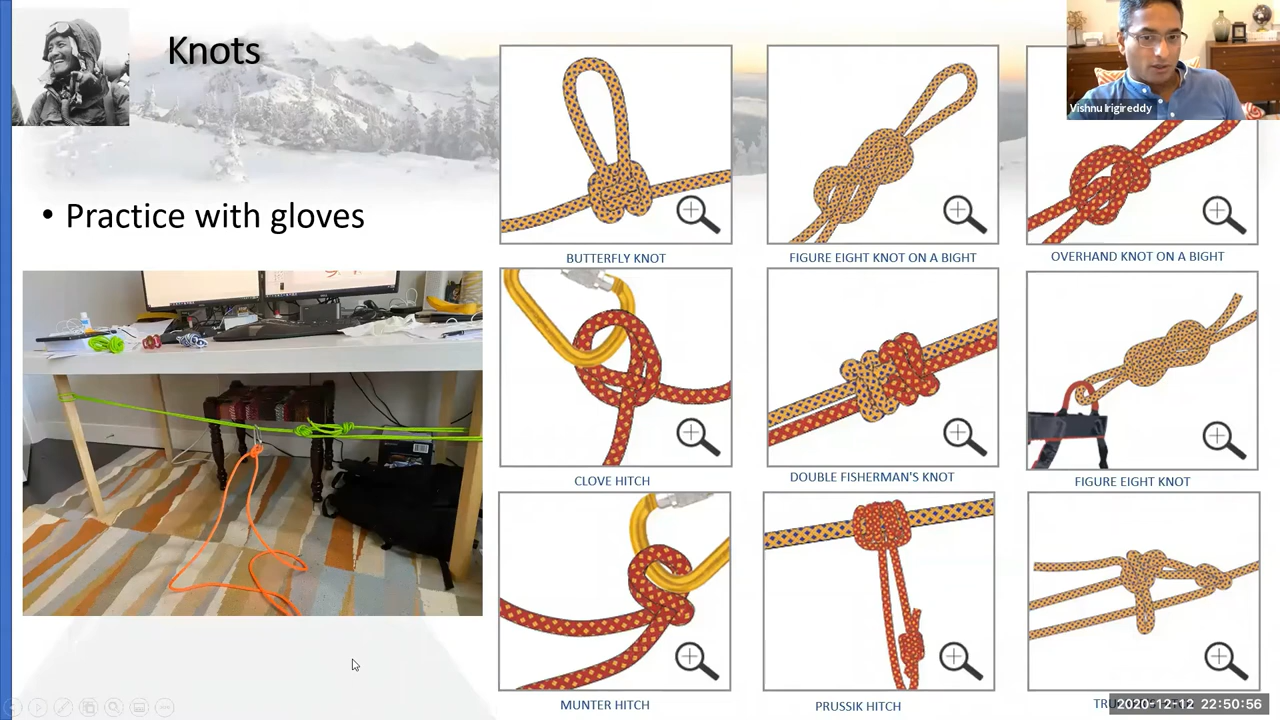 Knots
Vishnu Irigireddy
• Practice with gloves
BUTTERFLY KNOT
FIGURE EIGHT KNOT ON A BIGHT
OVERHAND KNOT ON A BIGHT
CLOVE HITCH
DOUBLE FISHERMAN'S KNOT
FIGURE EIGHT KNOT
MUNTER HITCH
PRUSSIK HITCH
2020-12-12 22:50:56